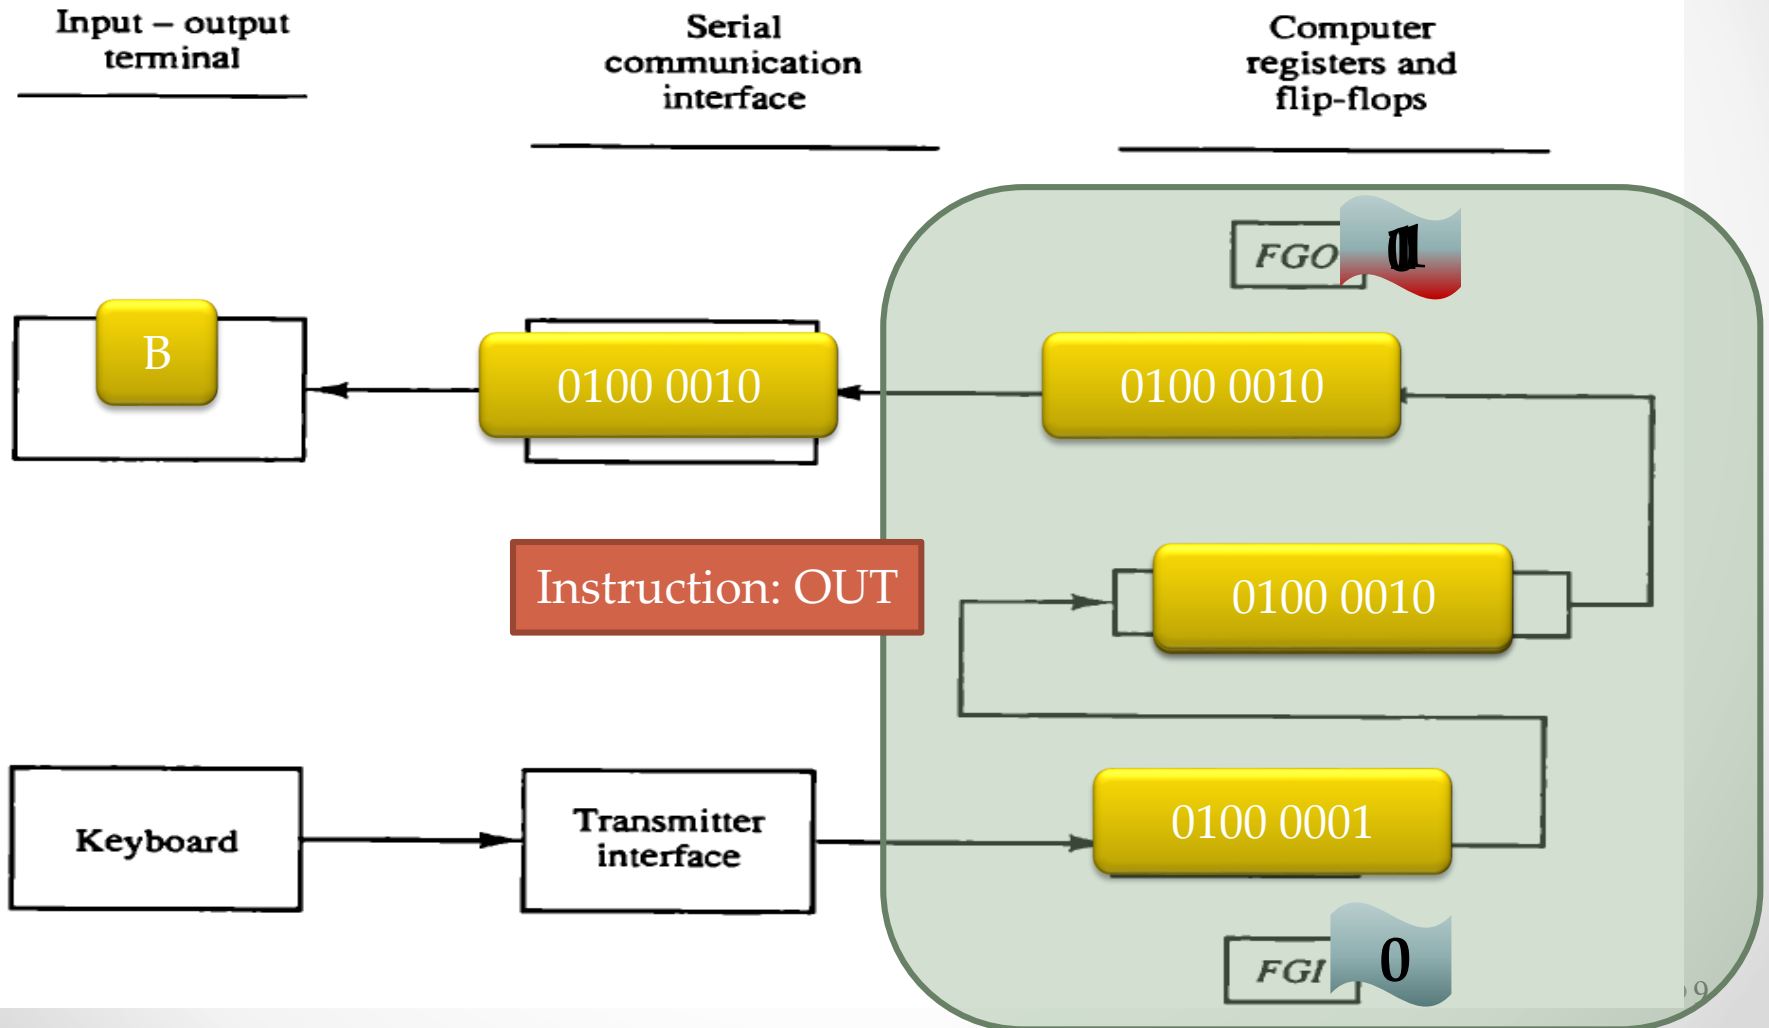 Input – output
terminal
Serial
communication
interface
Computer
registers and
flip-flops
FGO
B
0100 0010
0100 0010
Instruction: OUT
0100 0010
Keyboard
Transmitter
interface
0100 0001
FGI
0
9